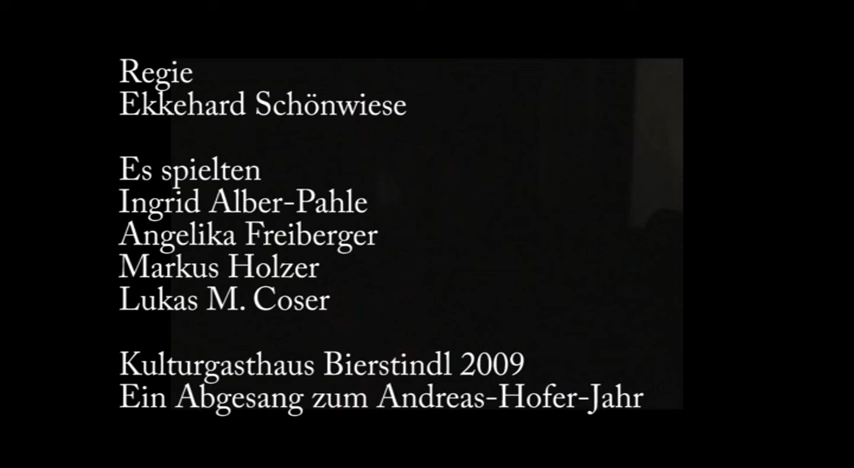 Regie
Ekkehard Schönwiese
Es spielten
Ingrid Alber-Pahle
Angelika Freiberger
Markus Holzer
Lukas M. Coser
Kulturgasthaus Bierstindl 2009
Ein Abgesang zum Andreas-Hofer-Jahr